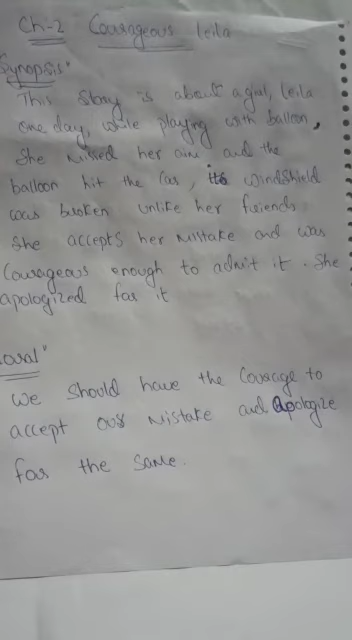 Ch-2 Courageous Leila
Synopsis"
This story is about a girl, Leila
one day, while playing with balloon,
She missed her aim and the
balloon hit the Car, its windshield
was broken unlike her friends
She accepts her mistake and was
Courageous enough to admit it. She
apologized for it
oral"
We should have the Courage to
accept our mistake and apologize
for the same.